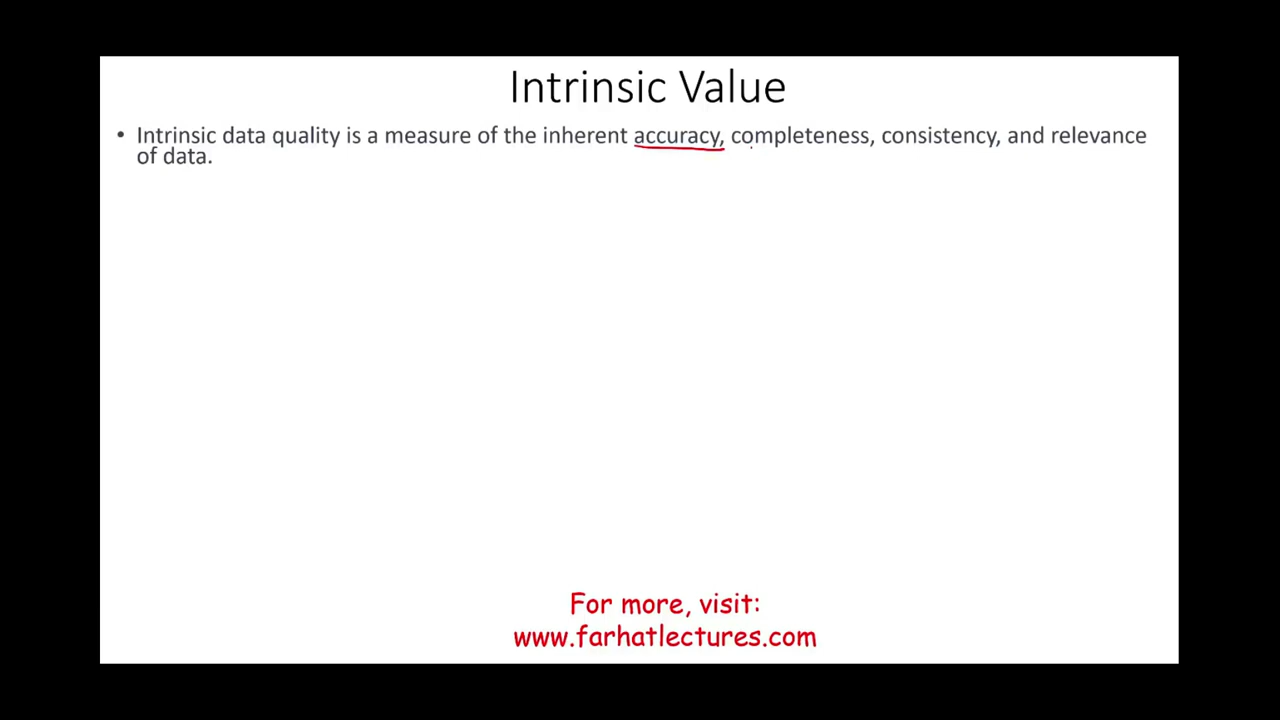 Intrinsic Value
• Intrinsic data quality is a measure of the inherent accuracy, completeness, consistency, and relevance
of data.
For more, visit:
www.farhatlectures.com